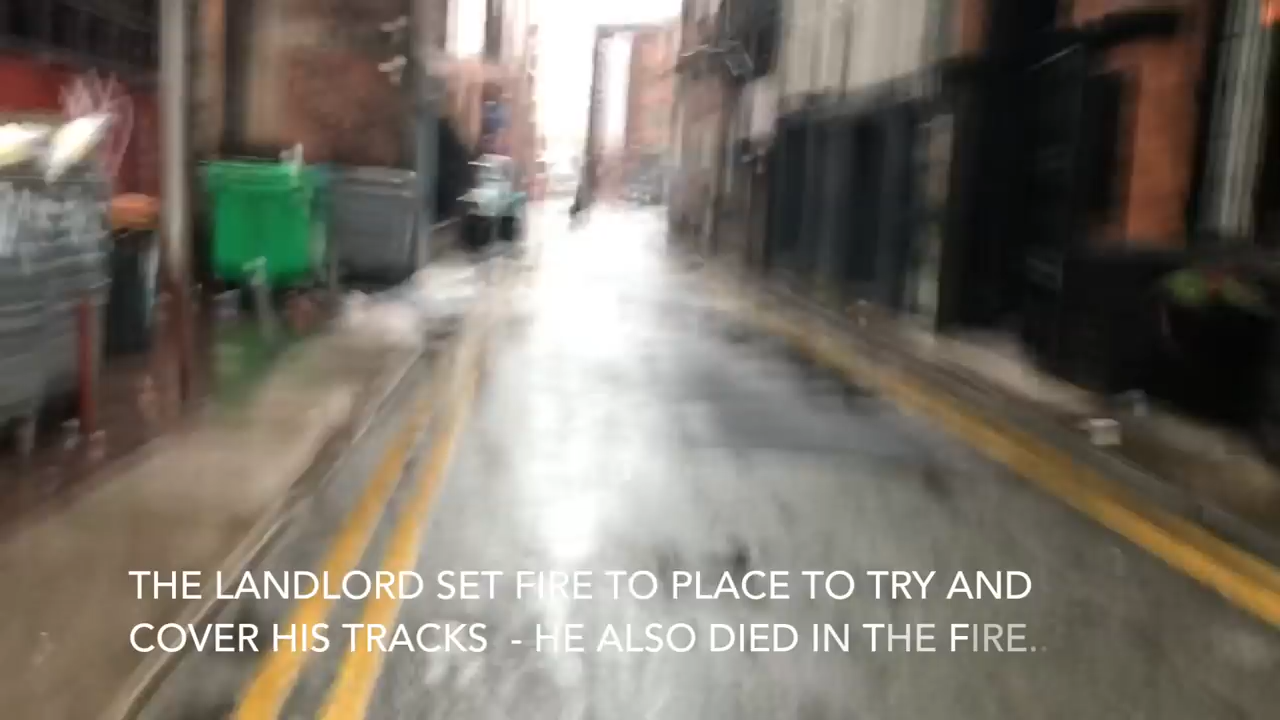 THE LANDLORD SET FIRE TO PLACE TO TRY AND
COVER HIS TRACKS - HE ALSO DIED IN THE FIRE..